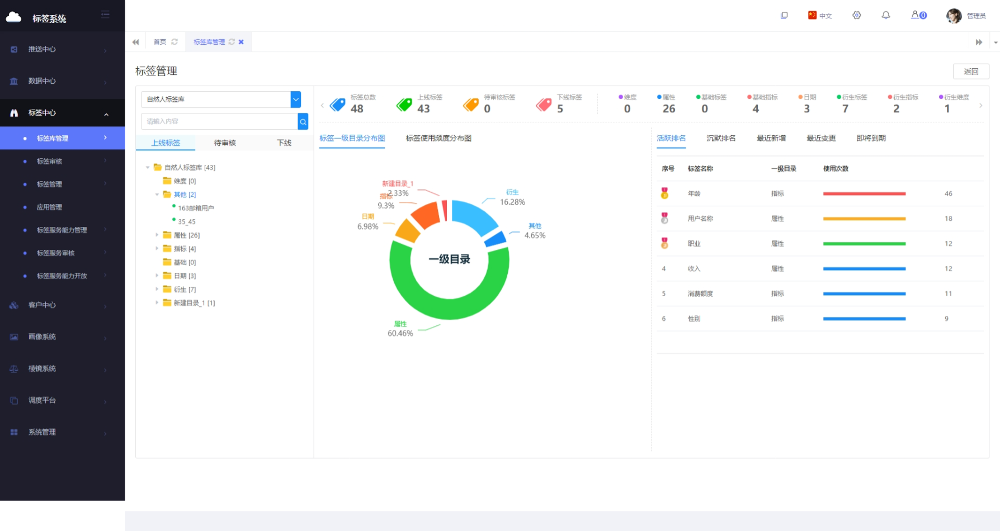 标签系统
中文
0
管理员
推送中心
数据中心
标签中心
标签库管理
标签审核
标签管理
应用管理
标签服务能力管理
标签服务审核
标签服务能力开放
客户中心
画像系统
棱镜系统
调度平台
系统管理
首页
标签库管理
标签管理
返回
自然人标签库
请输入内容
上线标签 待审核 下线
自然人标签库 [43]
维度 [0]
其他 [2]
163邮箱用户
35_45
属性 [26]
指标 [4]
基础 [0]
日期 [3]
衍生 [7]
新建目录_1 [1]
标签总数
48
上线标签
43
待审核标签
0
下线标签
5
维度
0
属性
26
基础标签
0
基础指标
4
日期
3
衍生标签
7
衍生指标
2
衍生维度
1
标签一级目录分布图 标签使用频度分布图
新建目录_1
2.33%
指标
9.3%
日期
6.98%
衍生
16.28%
其他
4.65%
一级目录
属性
60.46%
活跃排名 沉默排名 最近新增 最近变更 即将到期
序号 标签名称 一级目录 使用次数
年龄 指标 46
用户名称 属性 18
职业 属性 12
4 收入 属性 12
5 消费额度 指标 11
6 性别 指标 9